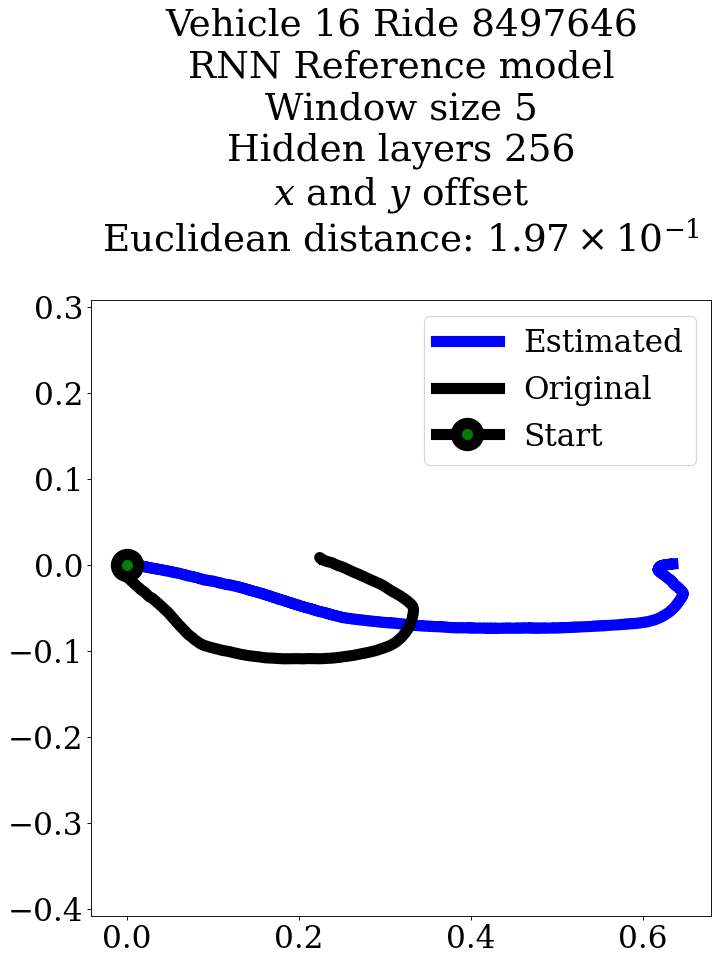 Vehicle 16 Ride 8497646
RNN Reference model
Window size 5
Hidden layers 256
x and y offset
Euclidean distance: 1.97 × 10⁻¹
Estimated
Original
Start
0.3
0.2
0.1
0.0
−0.1
−0.2
−0.3
−0.4
0.0 0.2 0.4 0.6